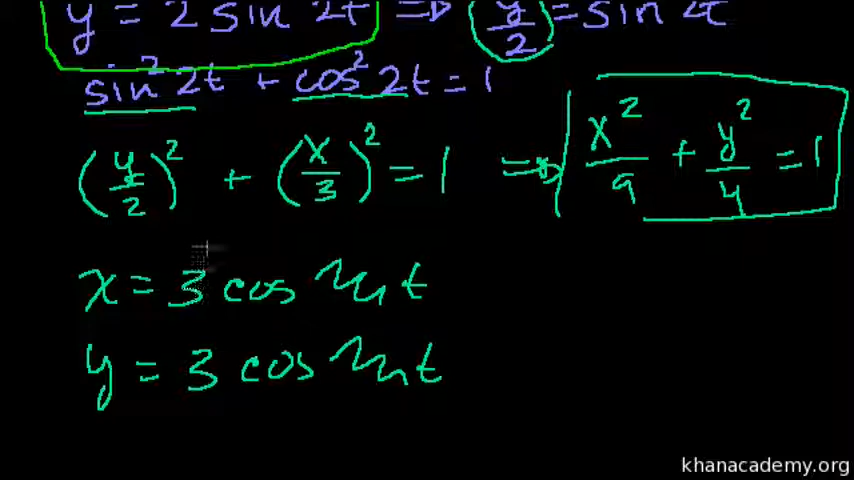 y = 2 sin 2t ⇒ y/2 = sin 2t
sin² 2t + cos² 2t = 1
(y/2)² + (x/3)² = 1 ⇒ x²/9 + y²/4 = 1
x = 3 cos t
y = 3 cos t
khanacademy.org